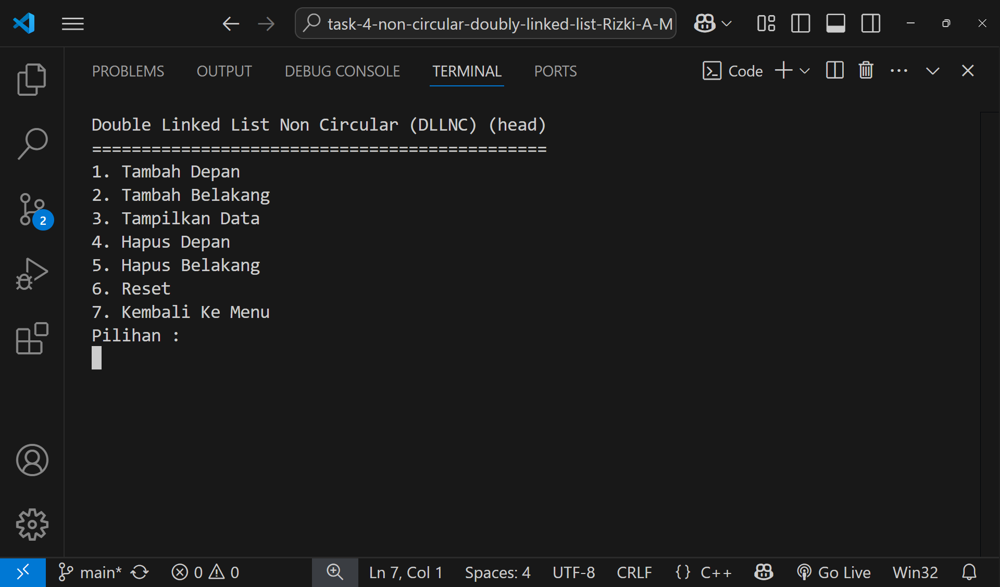 task-4-non-circular-doubly-linked-list-Rizki-A-M
PROBLEMS OUTPUT DEBUG CONSOLE TERMINAL PORTS Code
Double Linked List Non Circular (DLLNC) (head)
==============================================
1. Tambah Depan
2. Tambah Belakang
3. Tampilkan Data
4. Hapus Depan
5. Hapus Belakang
6. Reset
7. Kembali Ke Menu
Pilihan :
2
main* 0 0 Ln 7, Col 1 Spaces: 4 UTF-8 CRLF {} C++ Go Live Win32